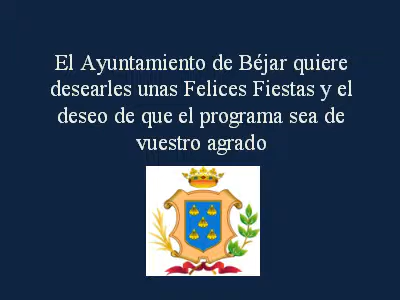 El Ayuntamiento de Béjar quiere
desearles unas Felices Fiestas y el
deseo de que el programa sea de
vuestro agrado